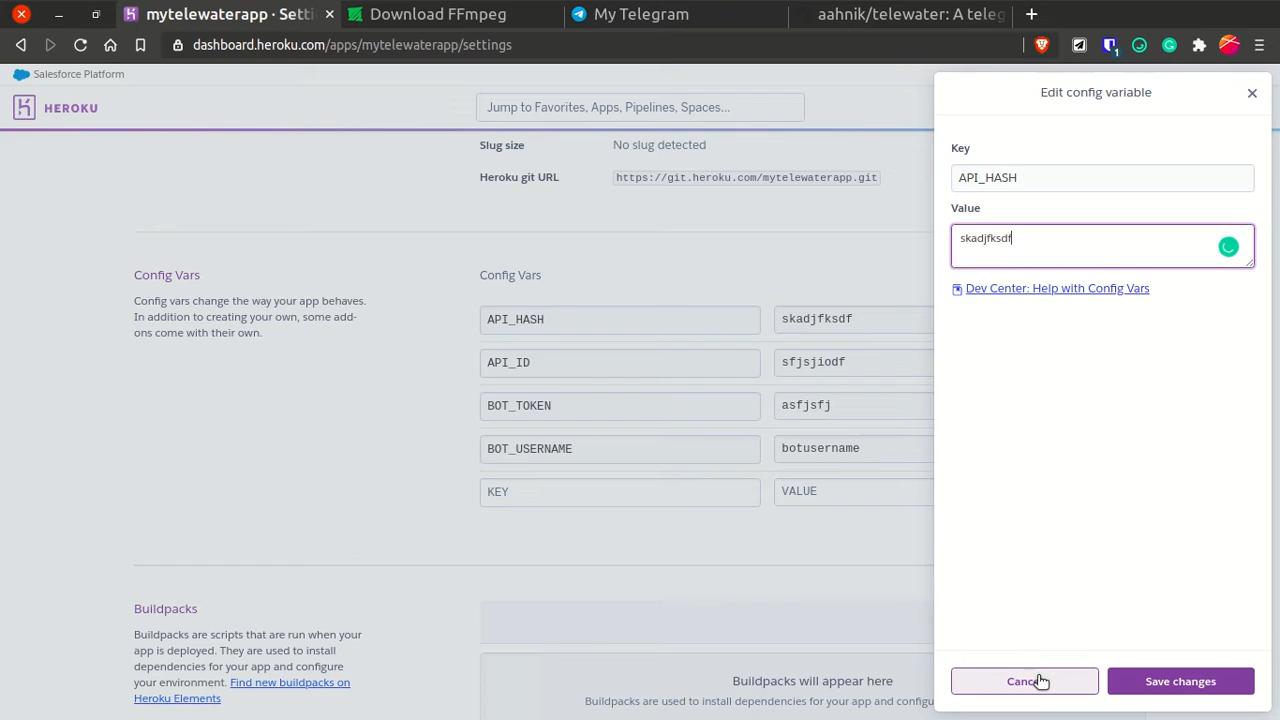 mytelewaterapp · Setti
Download FFmpeg
My Telegram
aahnik/telewater: A teleg
dashboard.heroku.com/apps/mytelewaterapp/settings
1
Salesforce Platform
HEROKU
Jump to Favorites, Apps, Pipelines, Spaces...
Slug size
No slug detected
Heroku git URL
https://git.heroku.com/mytelewaterapp.git
Config Vars
Config vars change the way your app behaves.
In addition to creating your own, some add-
ons come with their own.
Config Vars
API_HASH
skadjfksdf
API_ID
sfjsjiodf
BOT_TOKEN
asfjsfj
BOT_USERNAME
botusername
KEY
VALUE
Buildpacks
Buildpacks are scripts that are run when your
app is deployed. They are used to install
dependencies for your app and configure
your environment. Find new buildpacks on
Heroku Elements
Buildpacks will appear here
Buildpacks are used to install dependencies for your app and configu
Edit config variable
Key
API_HASH
Value
skadjfksdf
Dev Center: Help with Config Vars
Cancel
Save changes